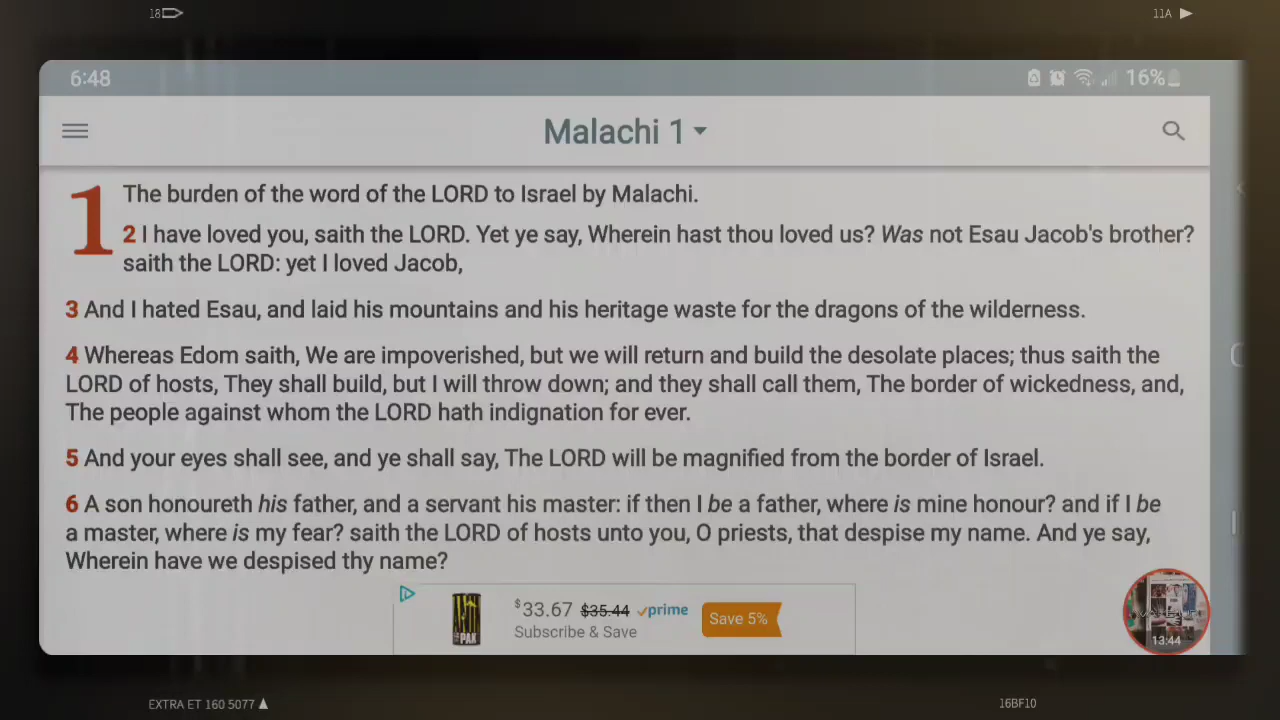 18
11A
6:48
16%
Malachi 1
1 The burden of the word of the LORD to Israel by Malachi.
2 I have loved you, saith the LORD. Yet ye say, Wherein hast thou loved us? Was not Esau Jacob's brother?
saith the LORD: yet I loved Jacob,
3 And I hated Esau, and laid his mountains and his heritage waste for the dragons of the wilderness.
4 Whereas Edom saith, We are impoverished, but we will return and build the desolate places; thus saith the
LORD of hosts, They shall build, but I will throw down; and they shall call them, The border of wickedness, and,
The people against whom the LORD hath indignation for ever.
5 And your eyes shall see, and ye shall say, The LORD will be magnified from the border of Israel.
6 A son honoureth his father, and a servant his master: if then I be a father, where is mine honour? and if I be
a master, where is my fear? saith the LORD of hosts unto you, O priests, that despise my name. And ye say,
Wherein have we despised thy name?
PAK
$33.67 $35.44 prime
Subscribe & Save
Save 5%
13:44
EXTRA ET 160 5077
16BF10